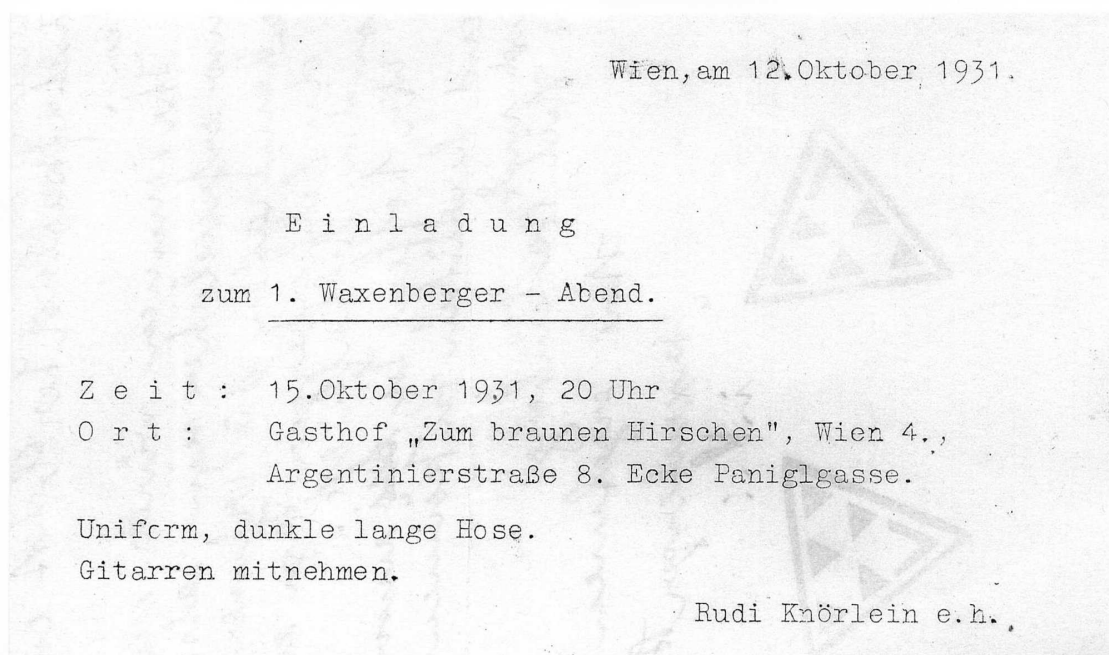 Wien,am 12.Oktober 1931.
E i n l a d u n g
zum 1. Waxenberger - Abend.
Z e i t : 15.Oktober 1931, 20 Uhr
O r t : Gasthof „Zum braunen Hirschen", Wien 4.,
Argentinierstraße 8. Ecke Paniglgasse.
Uniform, dunkle lange Hose.
Gitarren mitnehmen.
Rudi Knörlein e.h.